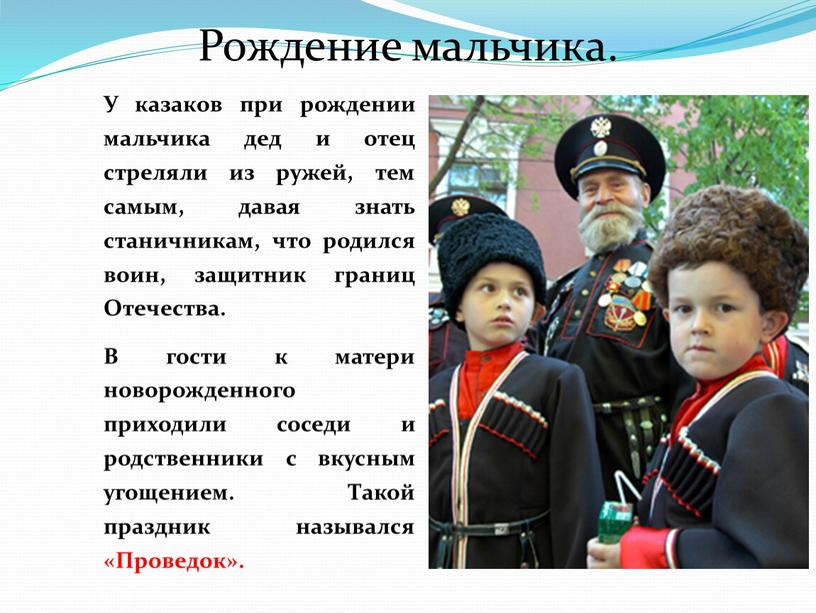 Рождение мальчика.
У казаков при рождении
мальчика дед и отец
стреляли из ружей, тем
самым, давая знать
станичникам, что родился
воин, защитник границ
Отечества.
В гости к матери
новорожденного
приходили соседи и
родственники с вкусным
угощением. Такой
праздник назывался
«Проведок».